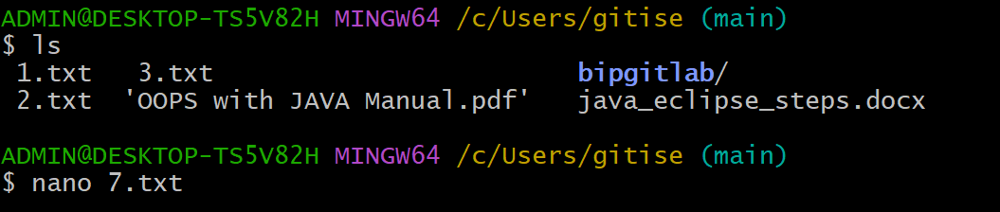 ADMIN@DESKTOP-TS5V82H MINGW64 /c/Users/gitise (main)
$ ls
 1.txt   3.txt                          bipgitlab/
 2.txt  'OOPS with JAVA Manual.pdf'   java_eclipse_steps.docx

ADMIN@DESKTOP-TS5V82H MINGW64 /c/Users/gitise (main)
$ nano 7.txt